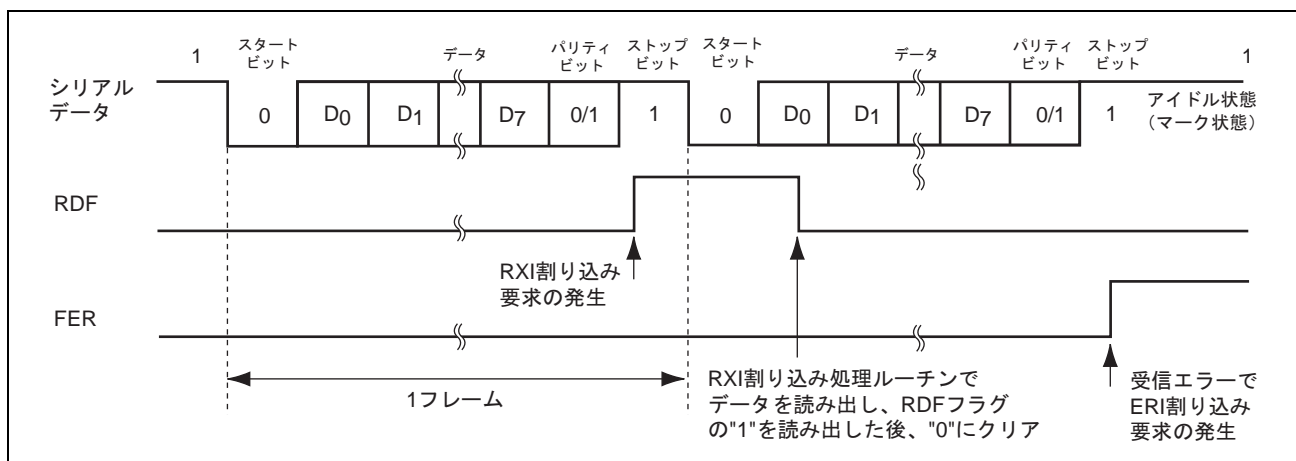 1 スタート ビット データ パリティ ビット ストップ ビット スタート ビット データ パリティ ビット ストップ ビット 1
シリアル
データ
0 D0 D1 D7 0/1 1 0 D0 D1 D7 0/1 1 アイドル状態
（マーク状態）
RDF
RXI割り込み
要求の発生
FER
1フレーム
RXI割り込み処理ルーチンで
データを読み出し、RDFフラグ
の"1"を読み出した後、"0"にクリア
受信エラーで
ERI割り込み
要求の発生